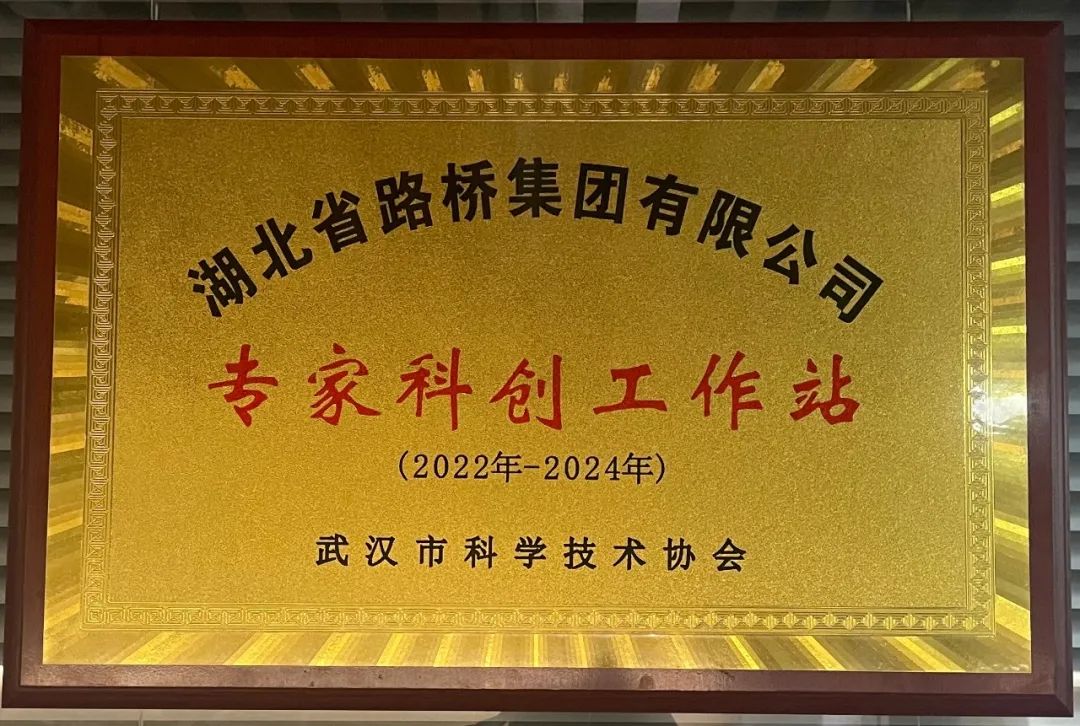 湖北省路桥集团有限公司
专家科创工作站
(2022年-2024年)
武汉市科学技术协会